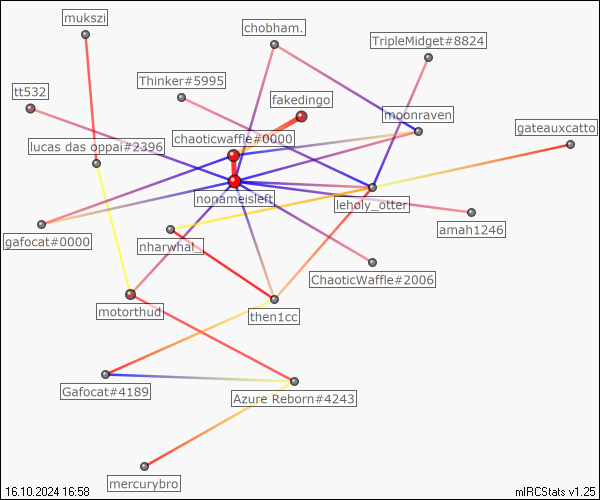 mukszi
chobham.
TripleMidget#8824
Thinker#5995
tt532
fakedingo
moonraven
gateauxcatto
chaoticwaffle#0000
lucas das oppai#2396
nonameisleft
leholy_otter
amah1246
gafocat#0000
nharwhal_
ChaoticWaffle#2006
motorthud
then1cc
Gafocat#4189
Azure Reborn#4243
mercurybro
16.10.2024 16:58
mIRCStats v1.25